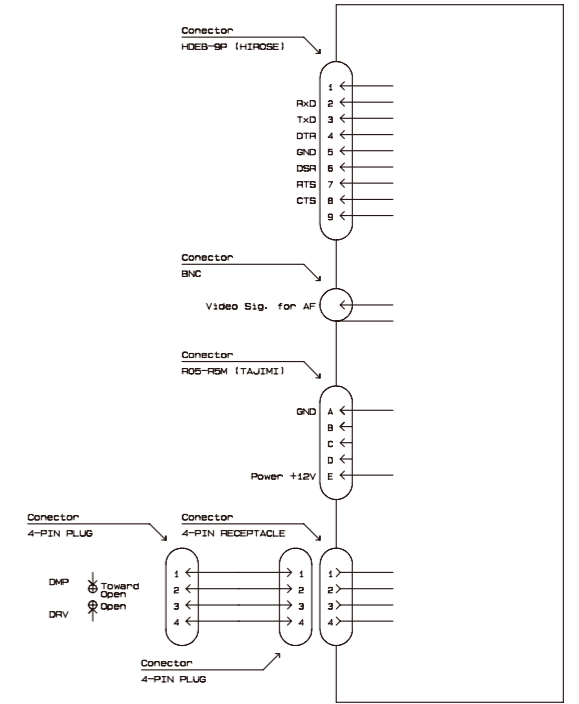 Conector
HDEB-9P (HIROSE)
1
RxD 2
TxD 3
DTR 4
GND 5
DSR 6
RTS 7
CTS 8
9
Conector
BNC
Video Sig. for AF
Conector
R05-R5M (TAJIMI)
GND A
B
C
D
Power +12V E
Conector
4-PIN PLUG
Conector
4-PIN RECEPTACLE
1 1 1
2 2 2
3 3 3
4 4 4
DMP
Toward
Open
Open
DRV
Conector
4-PIN PLUG